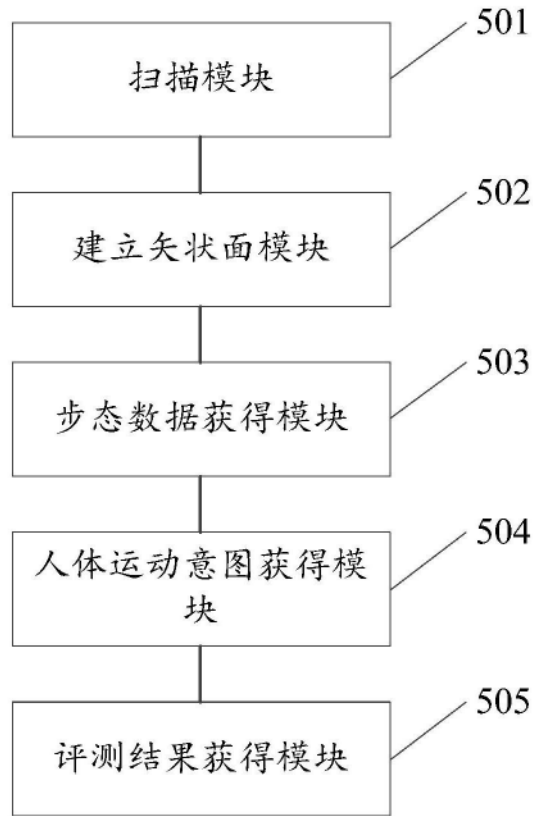 501
扫描模块
502
建立矢状面模块
503
步态数据获得模块
504
人体运动意图获得模
块
505
评测结果获得模块